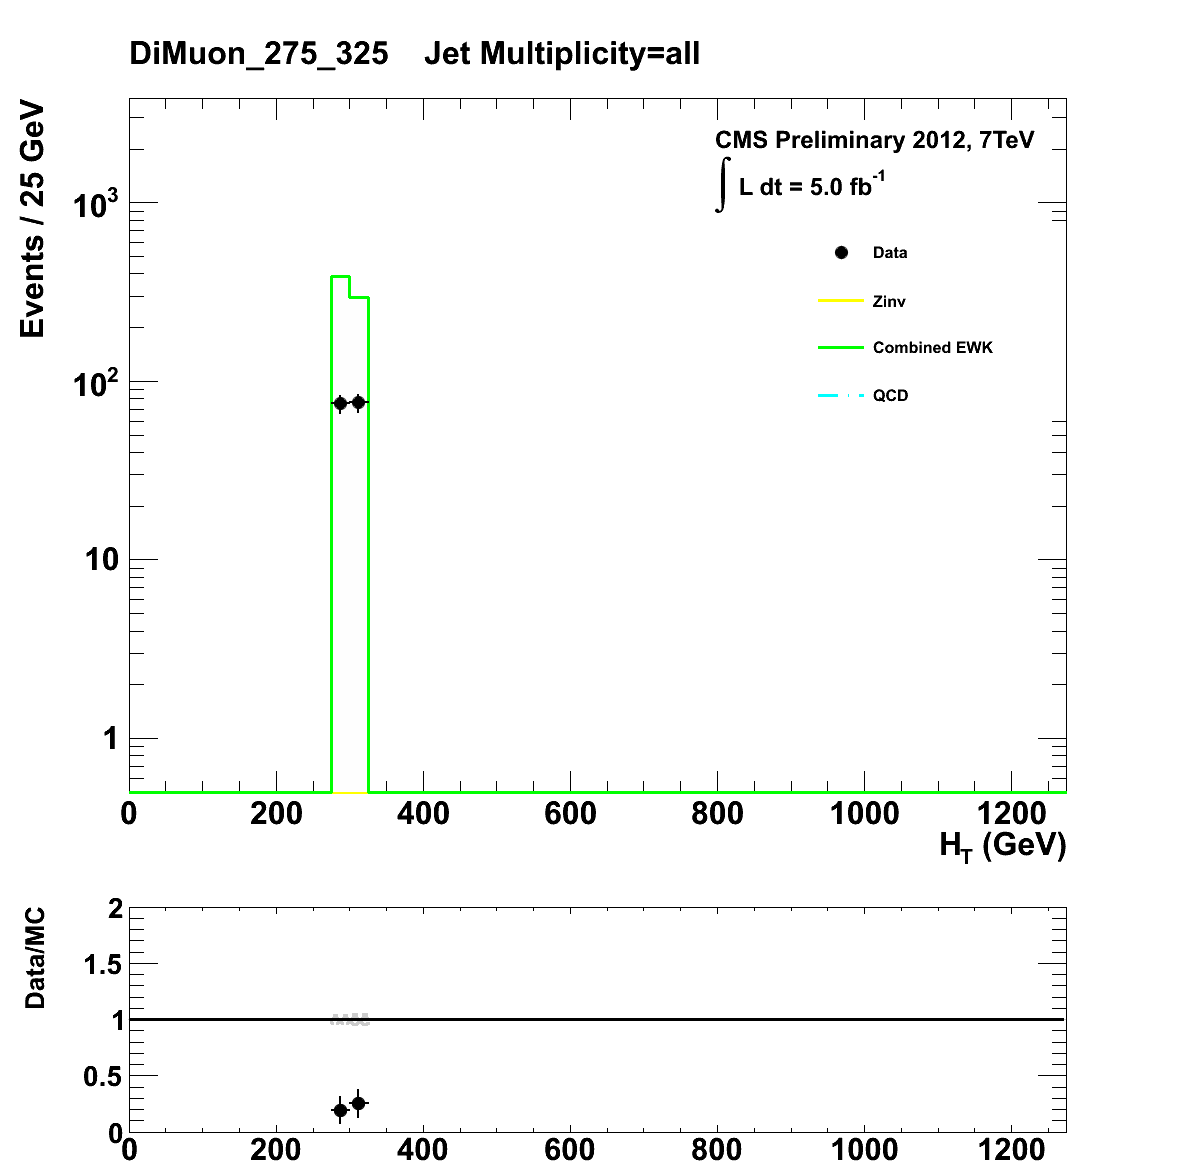 DiMuon_275_325 Jet Multiplicity=all
Events / 25 GeV
CMS Preliminary 2012, 7TeV
∫ L dt = 5.0 fb⁻¹
Data
Zinv
Combined EWK
QCD
10³
10²
10
1
0 200 400 600 800 1000 1200
H_T (GeV)
Data/MC
2
1.5
1
0.5
0
0 200 400 600 800 1000 1200